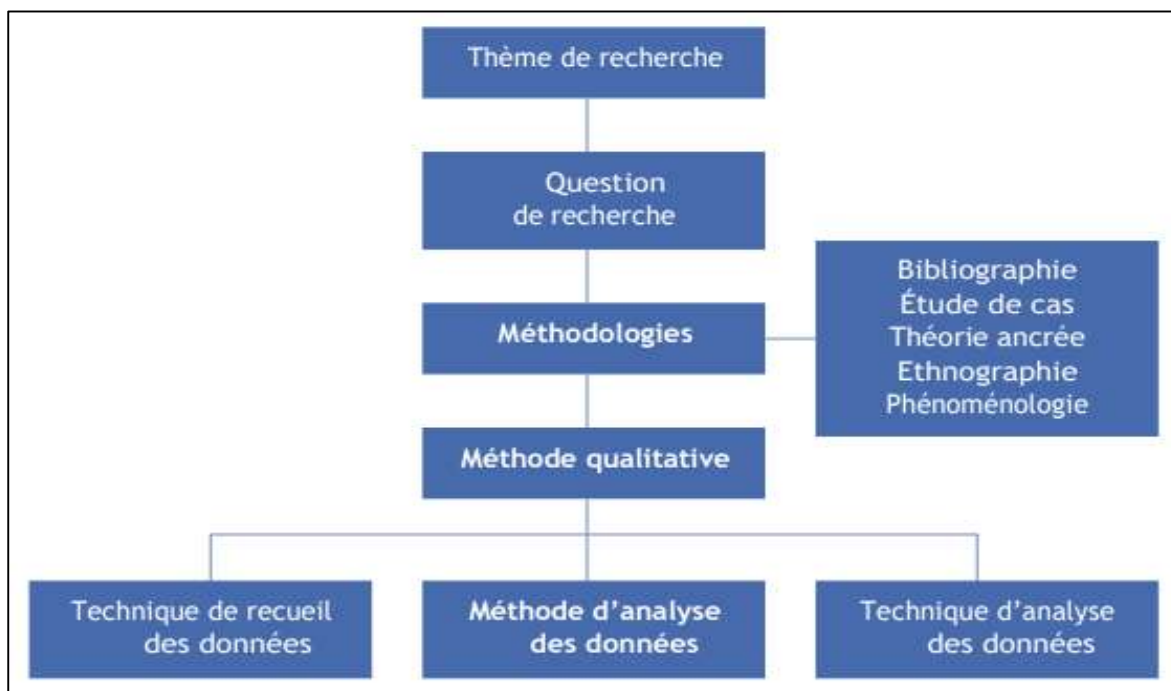 Thème de recherche
Question
de recherche
Méthodologies
Bibliographie
Étude de cas
Théorie ancrée
Ethnographie
Phénoménologie
Méthode qualitative
Technique de recueil
des données
Méthode d'analyse
des données
Technique d'analyse
des données